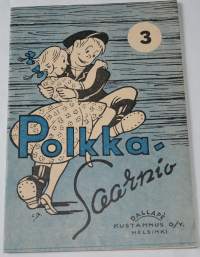 3
Polkka-
Saarnio
DALLAPÉ
KUSTANNUS O/Y.
HELSINKI